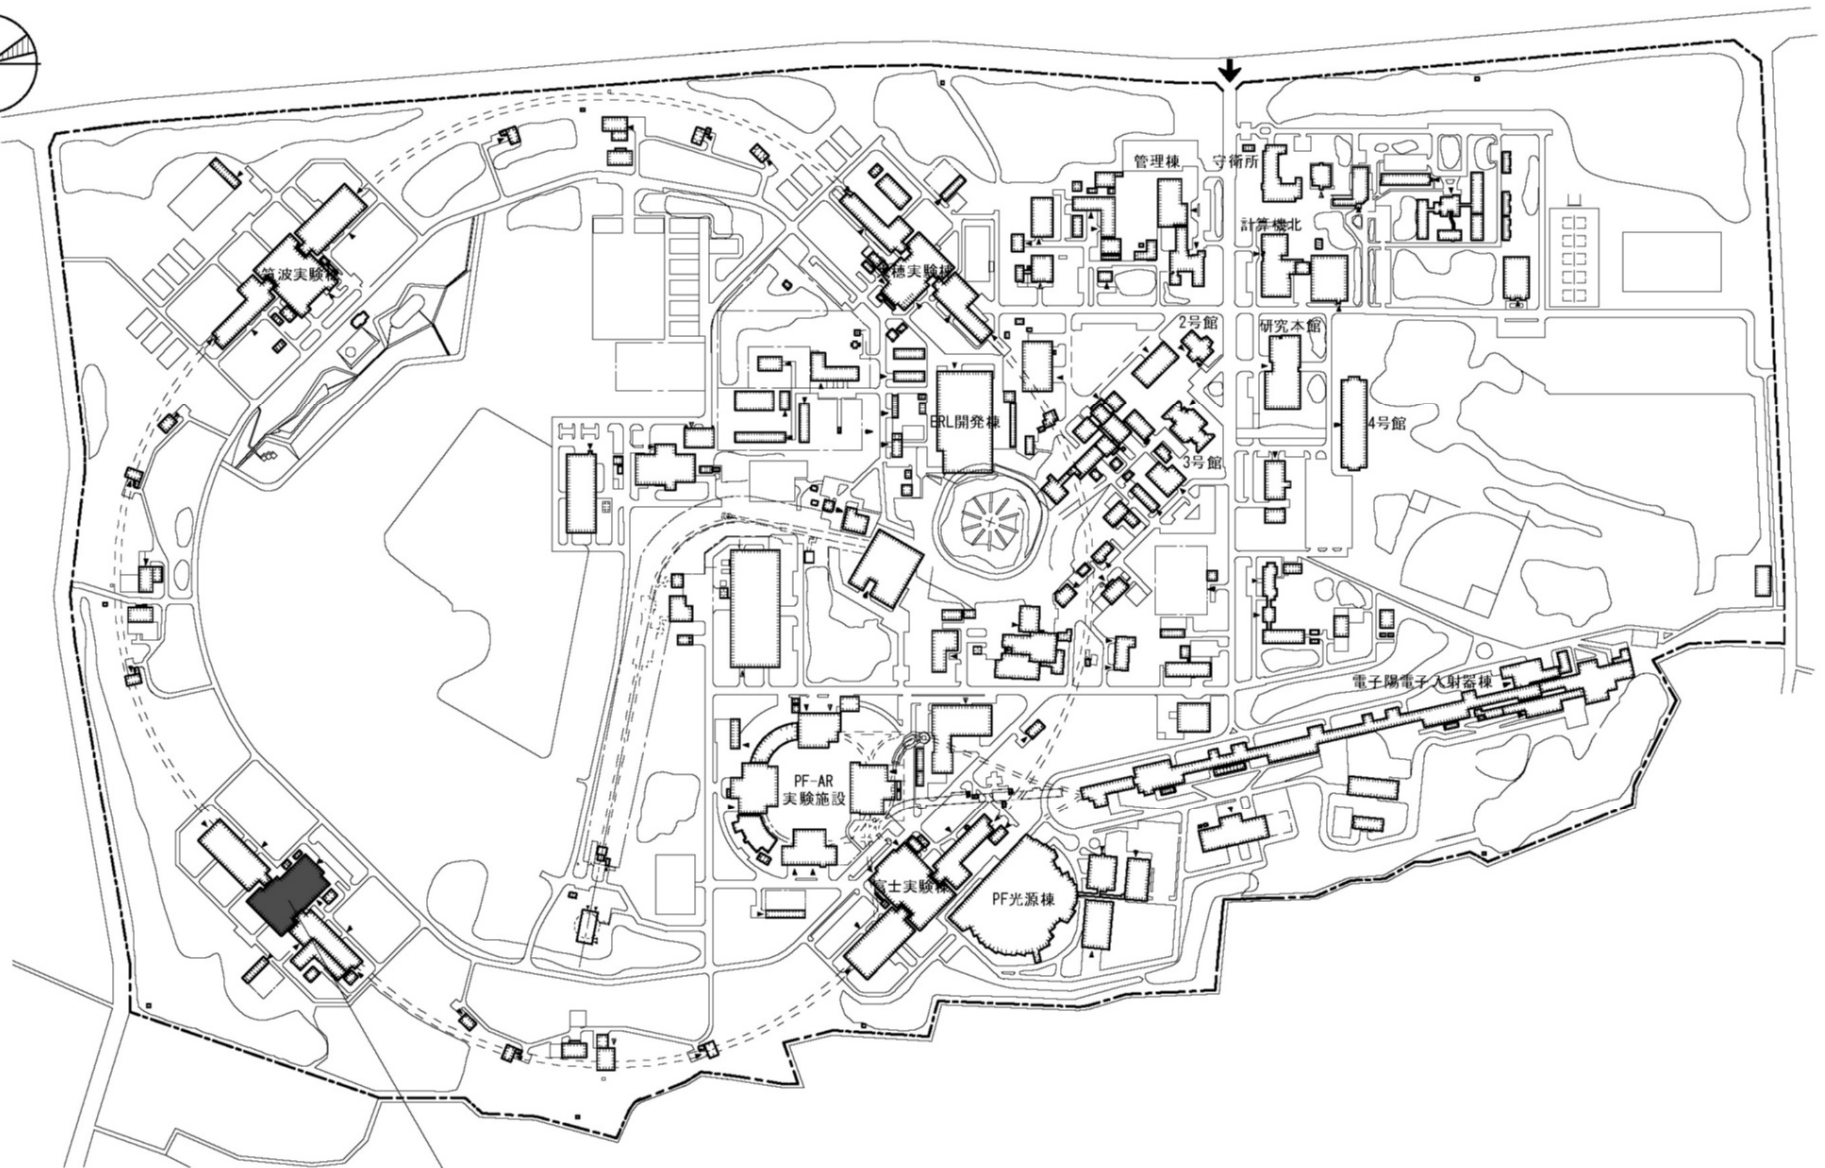 管理棟
守衛所
計算機北
筑波実験棟
穂実験棟
2号館
研究本館
ERL開発棟
4号館
3号館
電子陽電子入射器棟
PF-AR
実験施設
富士実験棟
PF光源棟